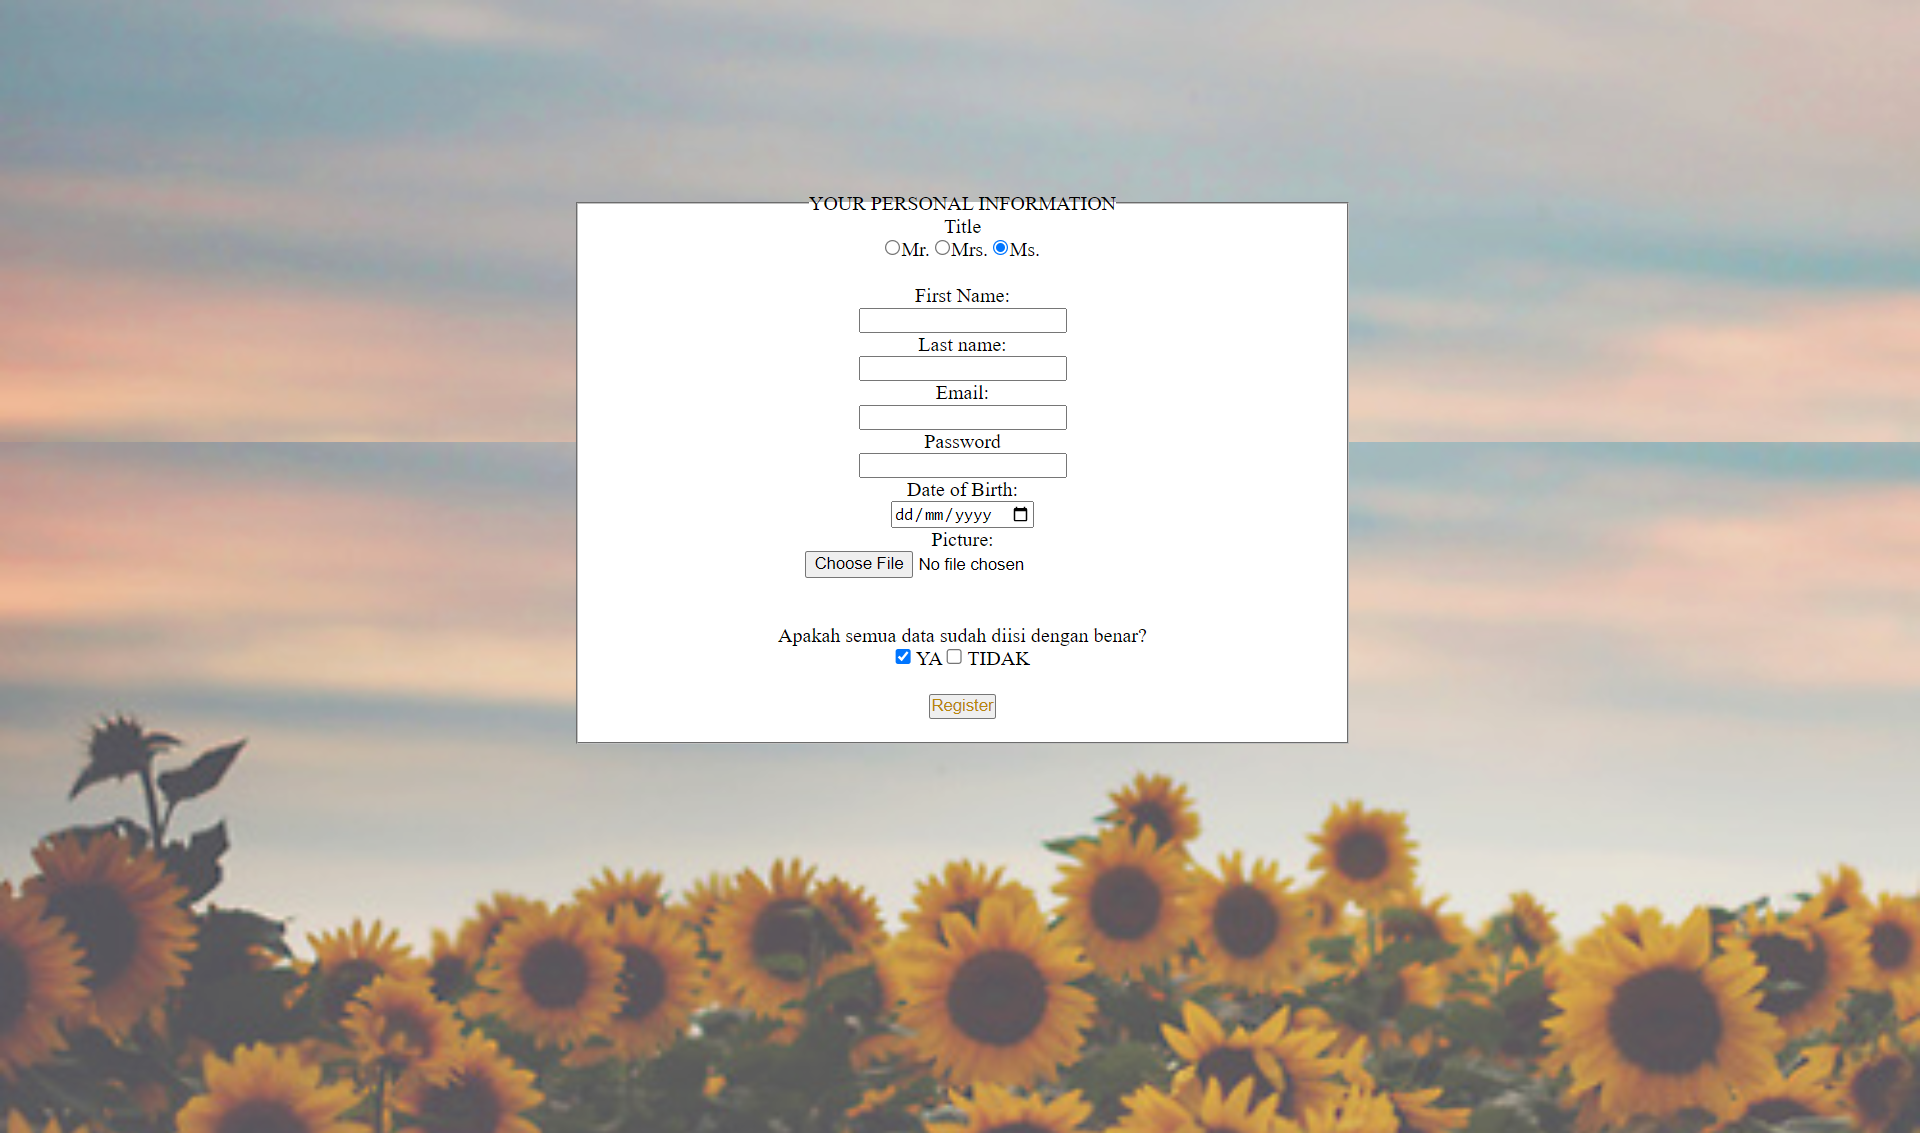 YOUR PERSONAL INFORMATION
Title
Mr. Mrs. Ms.
First Name:
Last name:
Email:
Password
Date of Birth:
dd/mm/yyyy
Picture:
Choose File No file chosen
Apakah semua data sudah diisi dengan benar?
YA TIDAK
Register